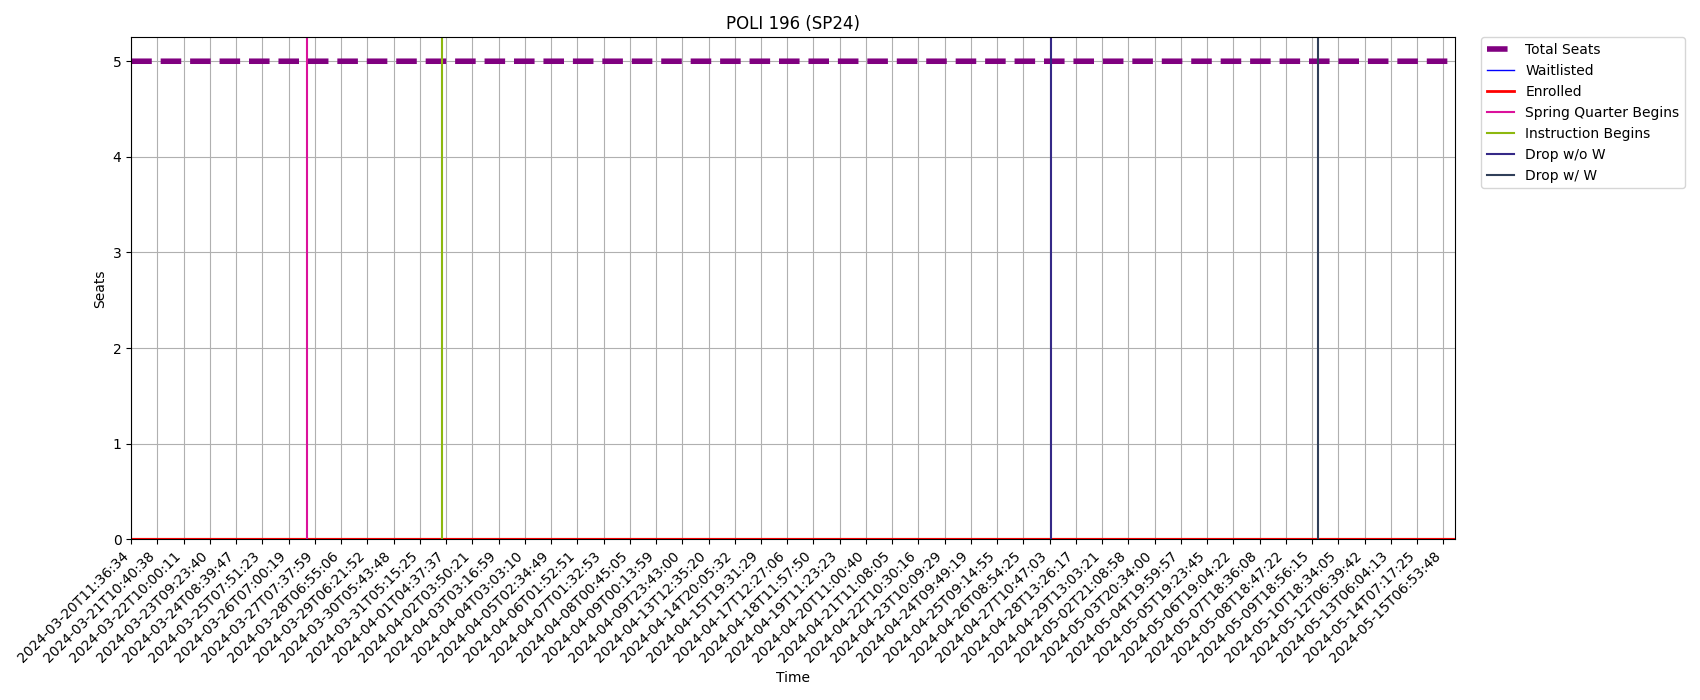 POLI 196 (SP24)
Total Seats
Waitlisted
Enrolled
Spring Quarter Begins
Instruction Begins
Drop w/o W
Drop w/ W
Seats
5
4
3
2
1
0
2024-03-20T11:36:34
2024-03-21T10:40:38
2024-03-22T10:00:11
2024-03-23T09:23:40
2024-03-24T08:39:47
2024-03-25T07:51:23
2024-03-26T07:00:19
2024-03-27T07:37:59
2024-03-28T06:55:06
2024-03-29T06:21:52
2024-03-30T05:43:48
2024-03-31T05:15:25
2024-04-01T04:37:37
2024-04-02T03:50:21
2024-04-03T03:16:59
2024-04-04T03:03:10
2024-04-05T02:34:49
2024-04-06T01:52:51
2024-04-07T01:32:53
2024-04-08T00:45:05
2024-04-09T00:13:59
2024-04-09T23:43:00
2024-04-13T12:35:20
2024-04-14T20:05:32
2024-04-15T19:31:29
2024-04-17T12:27:06
2024-04-18T11:57:50
2024-04-19T11:23:23
2024-04-20T11:00:40
2024-04-21T11:08:05
2024-04-22T10:30:16
2024-04-23T10:09:29
2024-04-24T09:49:19
2024-04-25T09:14:55
2024-04-26T08:54:25
2024-04-27T10:47:03
2024-04-28T13:26:17
2024-04-29T13:03:21
2024-05-02T21:08:58
2024-05-03T20:34:00
2024-05-04T19:59:57
2024-05-05T19:23:45
2024-05-06T19:04:22
2024-05-07T18:36:08
2024-05-08T18:47:22
2024-05-09T18:56:15
2024-05-10T18:34:05
2024-05-12T06:39:42
2024-05-13T06:04:13
2024-05-14T07:17:25
2024-05-15T06:53:48
Time